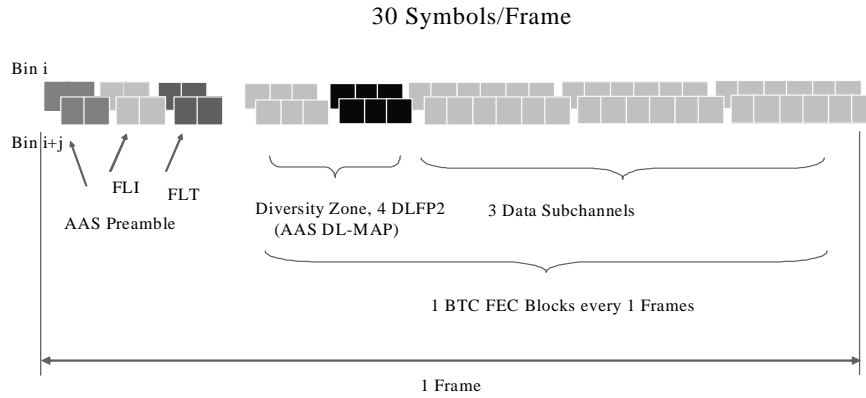 30 Symbols/Frame
Bin i
Bin i+j
FLI
FLT
AAS Preamble
Diversity Zone, 4 DLFP2
(AAS DL-MAP)
3 Data Subchannels
1 BTC FEC Blocks every 1 Frames
1 Frame